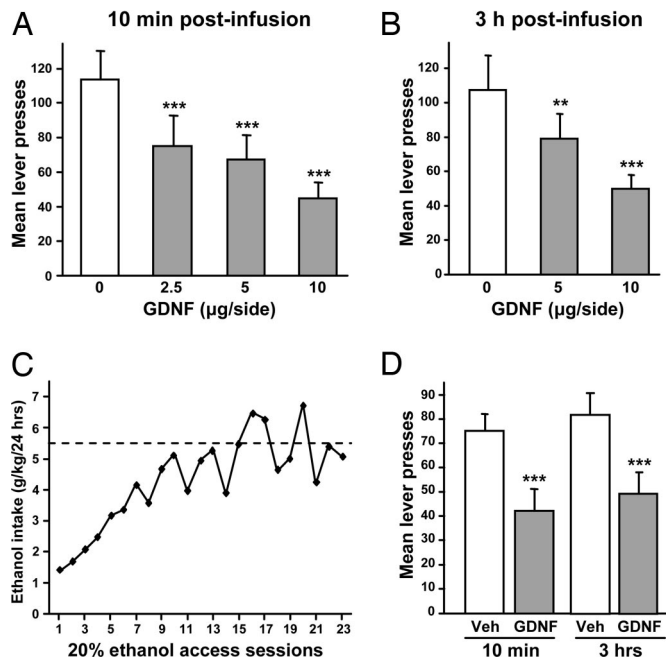 A
10 min post-infusion
Mean lever presses
120
100
80
60
40
20
0
***
***
***
0 2.5 5 10
GDNF (µg/side)
B
3 h post-infusion
Mean lever presses
120
100
80
60
40
20
0
**
***
0 5 10
GDNF (µg/side)
C
Ethanol intake (g/kg/24 hrs)
7
6
5
4
3
2
1
0
1 3 5 7 9 11 13 15 17 19 21 23
20% ethanol access sessions
D
Mean lever presses
90
80
70
60
50
40
30
20
10
0
***
***
Veh GDNF Veh GDNF
10 min 3 hrs